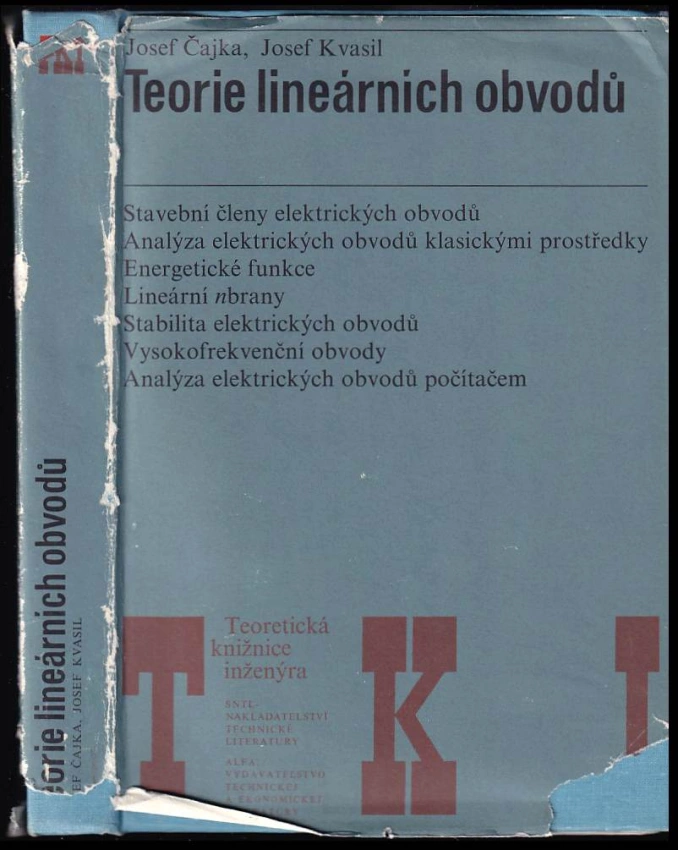 Josef Čajka, Josef Kvasil
Teorie lineárních obvodů
Stavební členy elektrických obvodů
Analýza elektrických obvodů klasickými prostředky
Energetické funkce
Lineární nbrany
Stabilita elektrických obvodů
Vysokofrekvenční obvody
Analýza elektrických obvodů počítačem
T K I
Teoretická
knižnice
inženýra
SNTL-
NAKLADATELSTVÍ
TECHNICKÉ
LITERATURY
ALFA
VYDAVATEĽSTVO
TECHNICKEJ
A EKONOMICKEJ
TKI
eorie lineárních obvodů
EF ČAJKA, JOSEF KVASIL